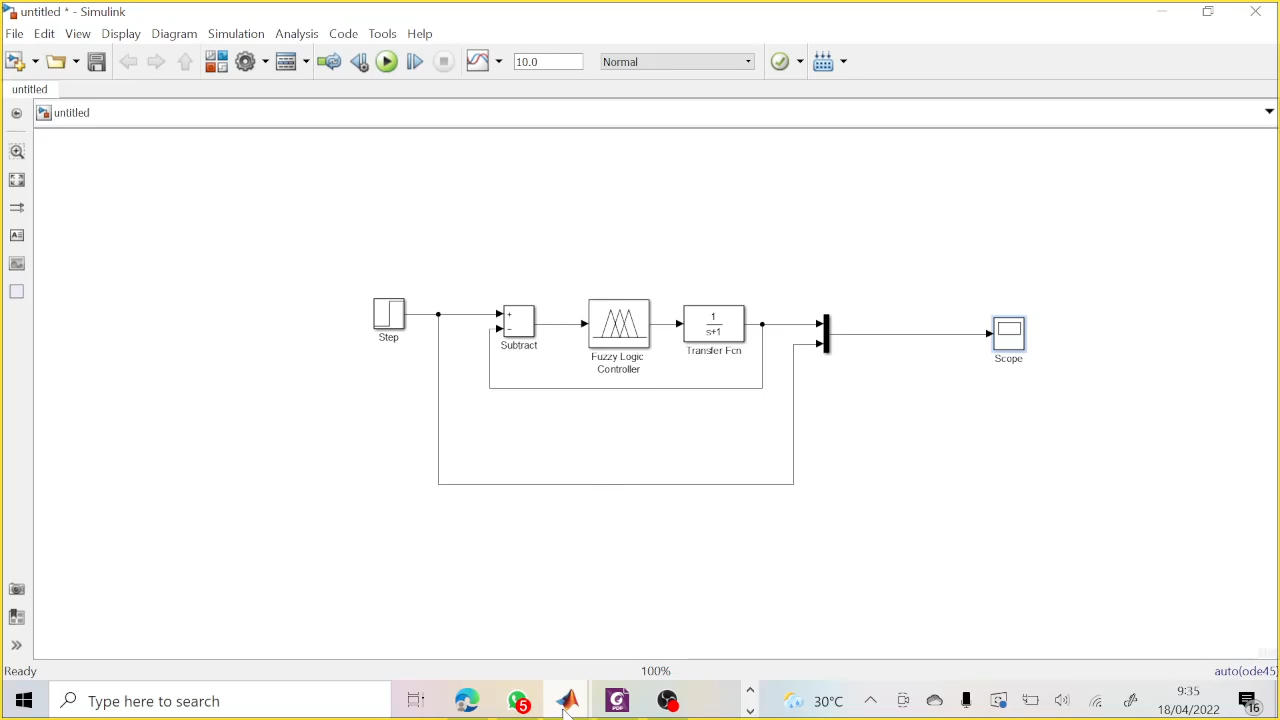 untitled * - Simulink
File Edit View Display Diagram Simulation Analysis Code Tools Help
10.0 Normal
untitled
untitled
Step
+
−
Subtract
Fuzzy Logic
Controller
1
s+1
Transfer Fcn
Scope
Ready 100% auto(ode45)
Type here to search
5
PDF
30°C
9:35
18/04/2022
16